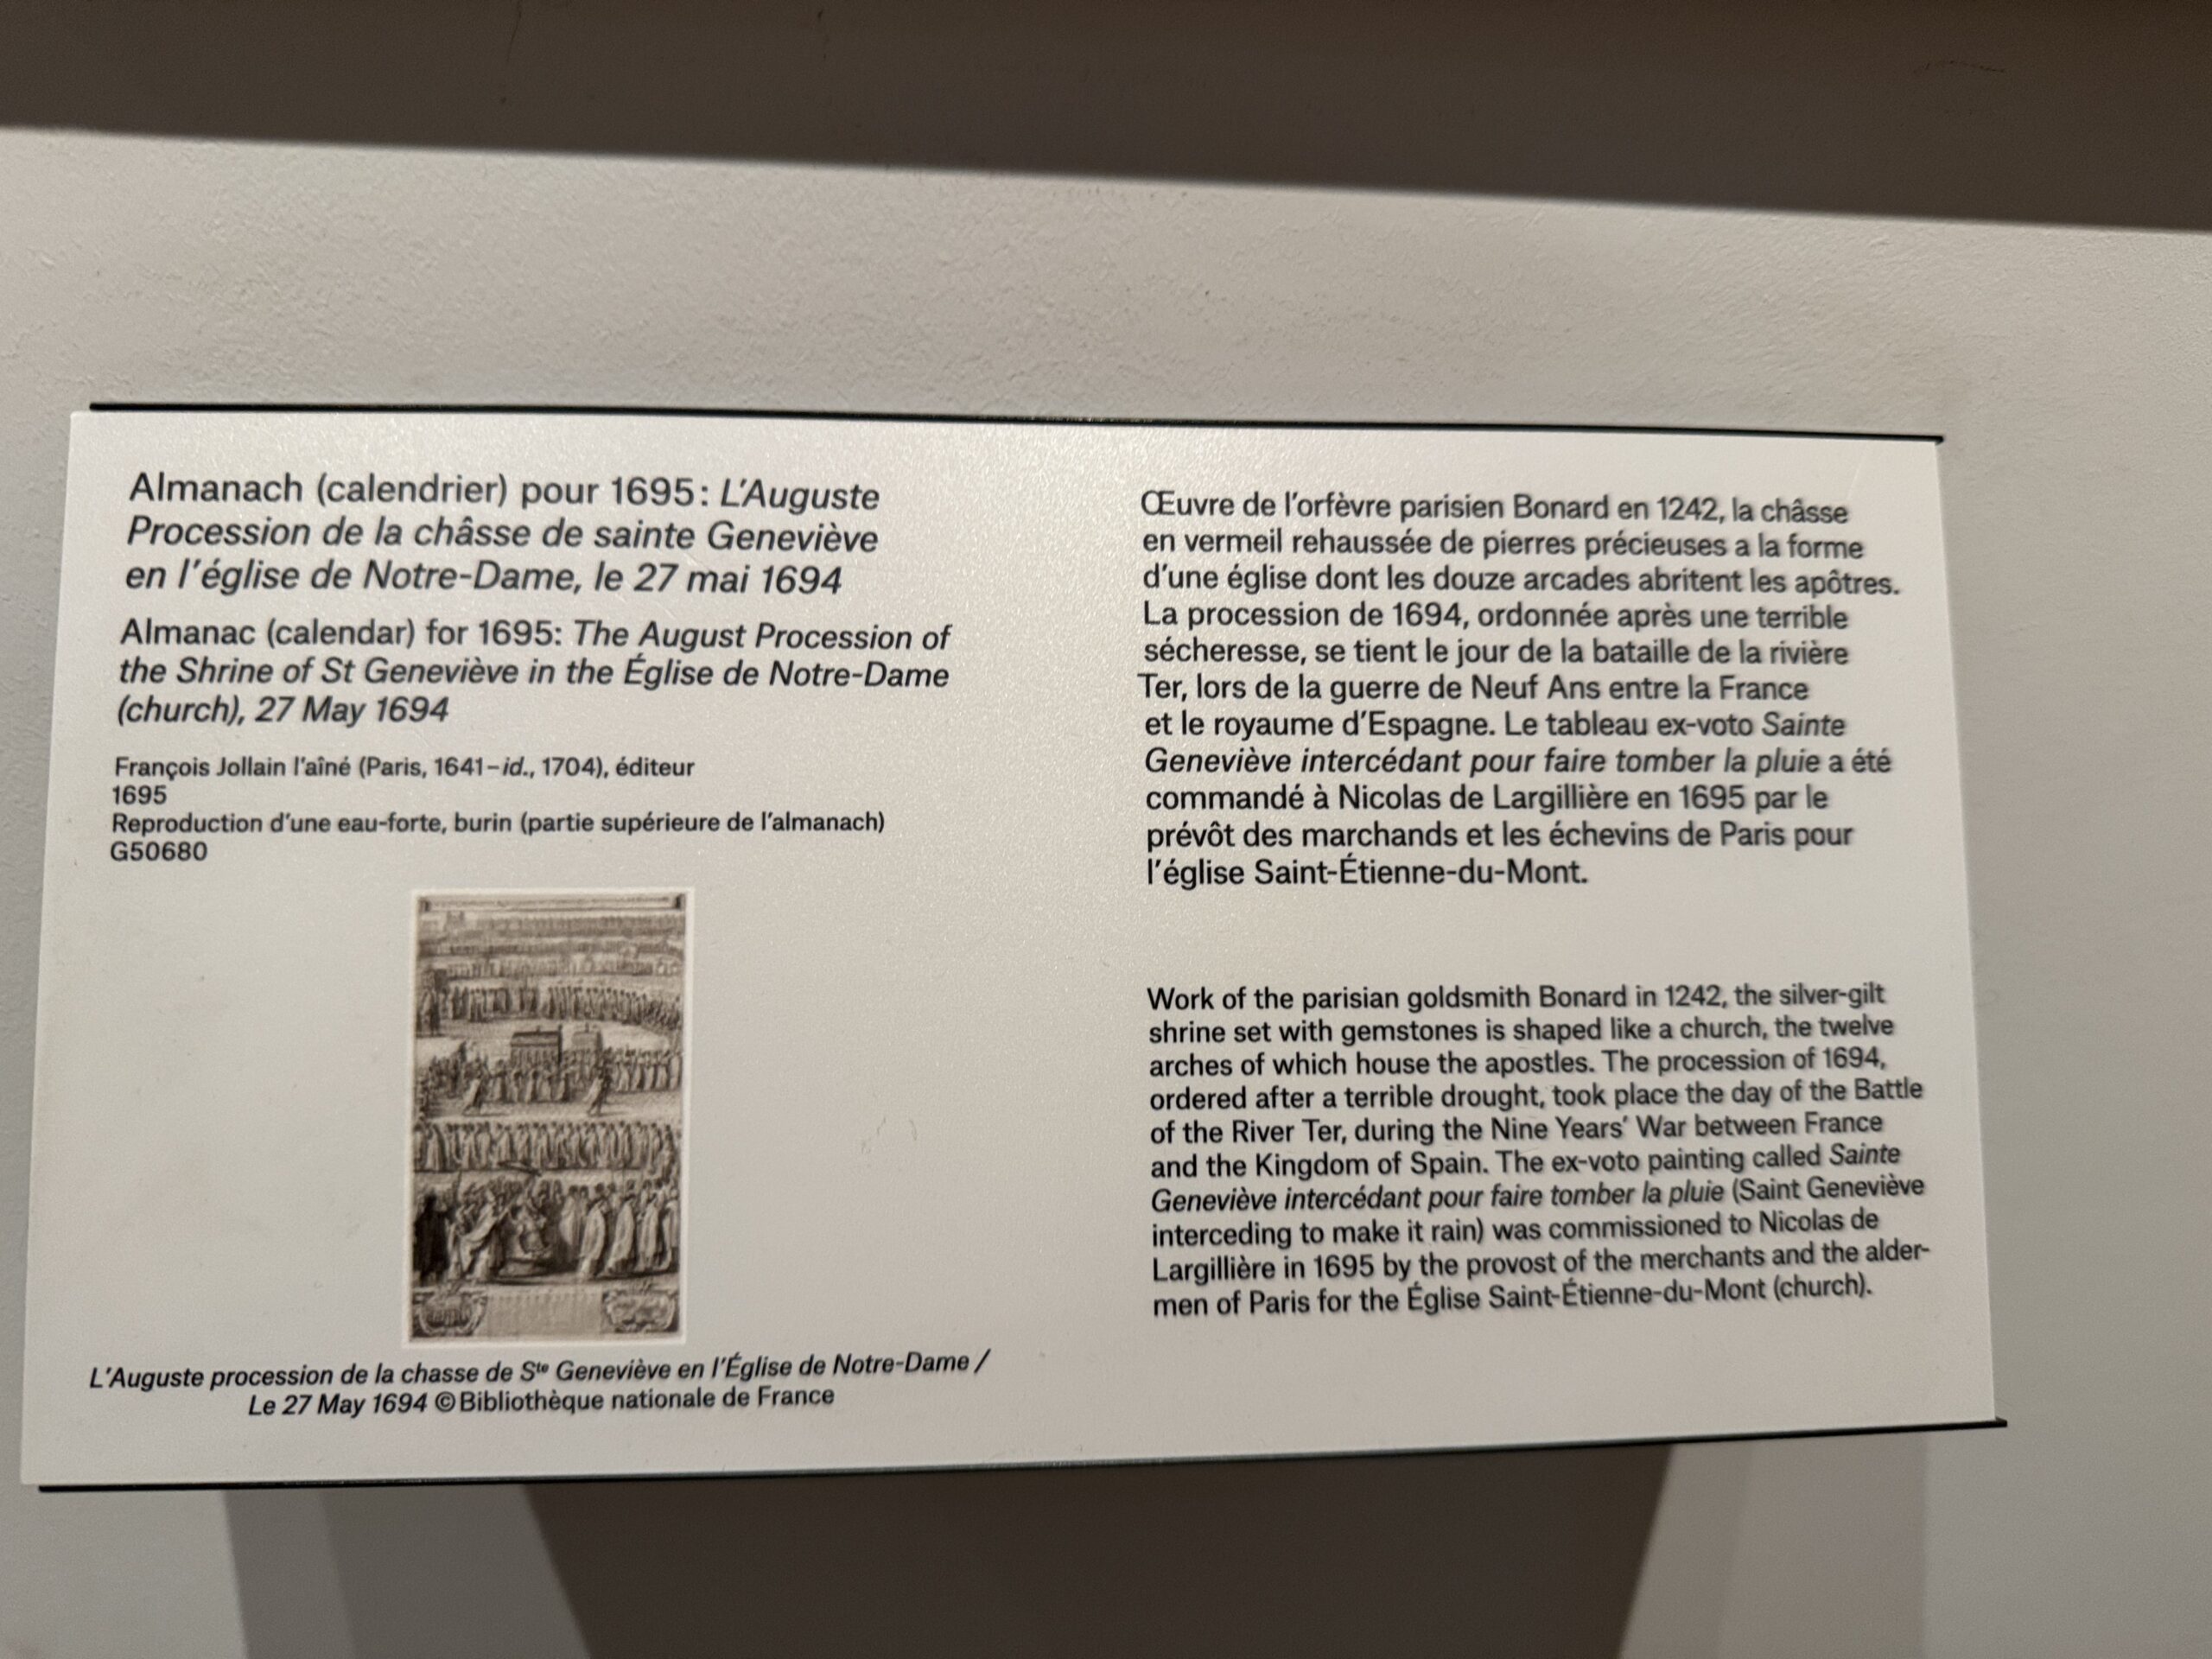 Almanach (calendrier) pour 1695 : L'Auguste
Procession de la châsse de sainte Geneviève
en l'église de Notre-Dame, le 27 mai 1694
Almanac (calendar) for 1695: The August Procession of
the Shrine of St Geneviève in the Église de Notre-Dame
(church), 27 May 1694
François Jollain l'aîné (Paris, 1641–id., 1704), éditeur
1695
Reproduction d'une eau-forte, burin (partie supérieure de l'almanach)
G50680
L'Auguste procession de la chasse de Ste Geneviève en l'Église de Notre-Dame /
Le 27 May 1694 ©Bibliothèque nationale de France
Œuvre de l'orfèvre parisien Bonard en 1242, la châsse
en vermeil rehaussée de pierres précieuses a la forme
d'une église dont les douze arcades abritent les apôtres.
La procession de 1694, ordonnée après une terrible
sécheresse, se tient le jour de la bataille de la rivière
Ter, lors de la guerre de Neuf Ans entre la France
et le royaume d'Espagne. Le tableau ex-voto Sainte
Geneviève intercédant pour faire tomber la pluie a été
commandé à Nicolas de Largillière en 1695 par le
prévôt des marchands et les échevins de Paris pour
l'église Saint-Étienne-du-Mont.
Work of the parisian goldsmith Bonard in 1242, the silver-gilt
shrine set with gemstones is shaped like a church, the twelve
arches of which house the apostles. The procession of 1694,
ordered after a terrible drought, took place the day of the Battle
of the River Ter, during the Nine Years' War between France
and the Kingdom of Spain. The ex-voto painting called Sainte
Geneviève intercédant pour faire tomber la pluie (Saint Geneviève
interceding to make it rain) was commissioned to Nicolas de
Largillière in 1695 by the provost of the merchants and the alder-
men of Paris for the Église Saint-Étienne-du-Mont (church).